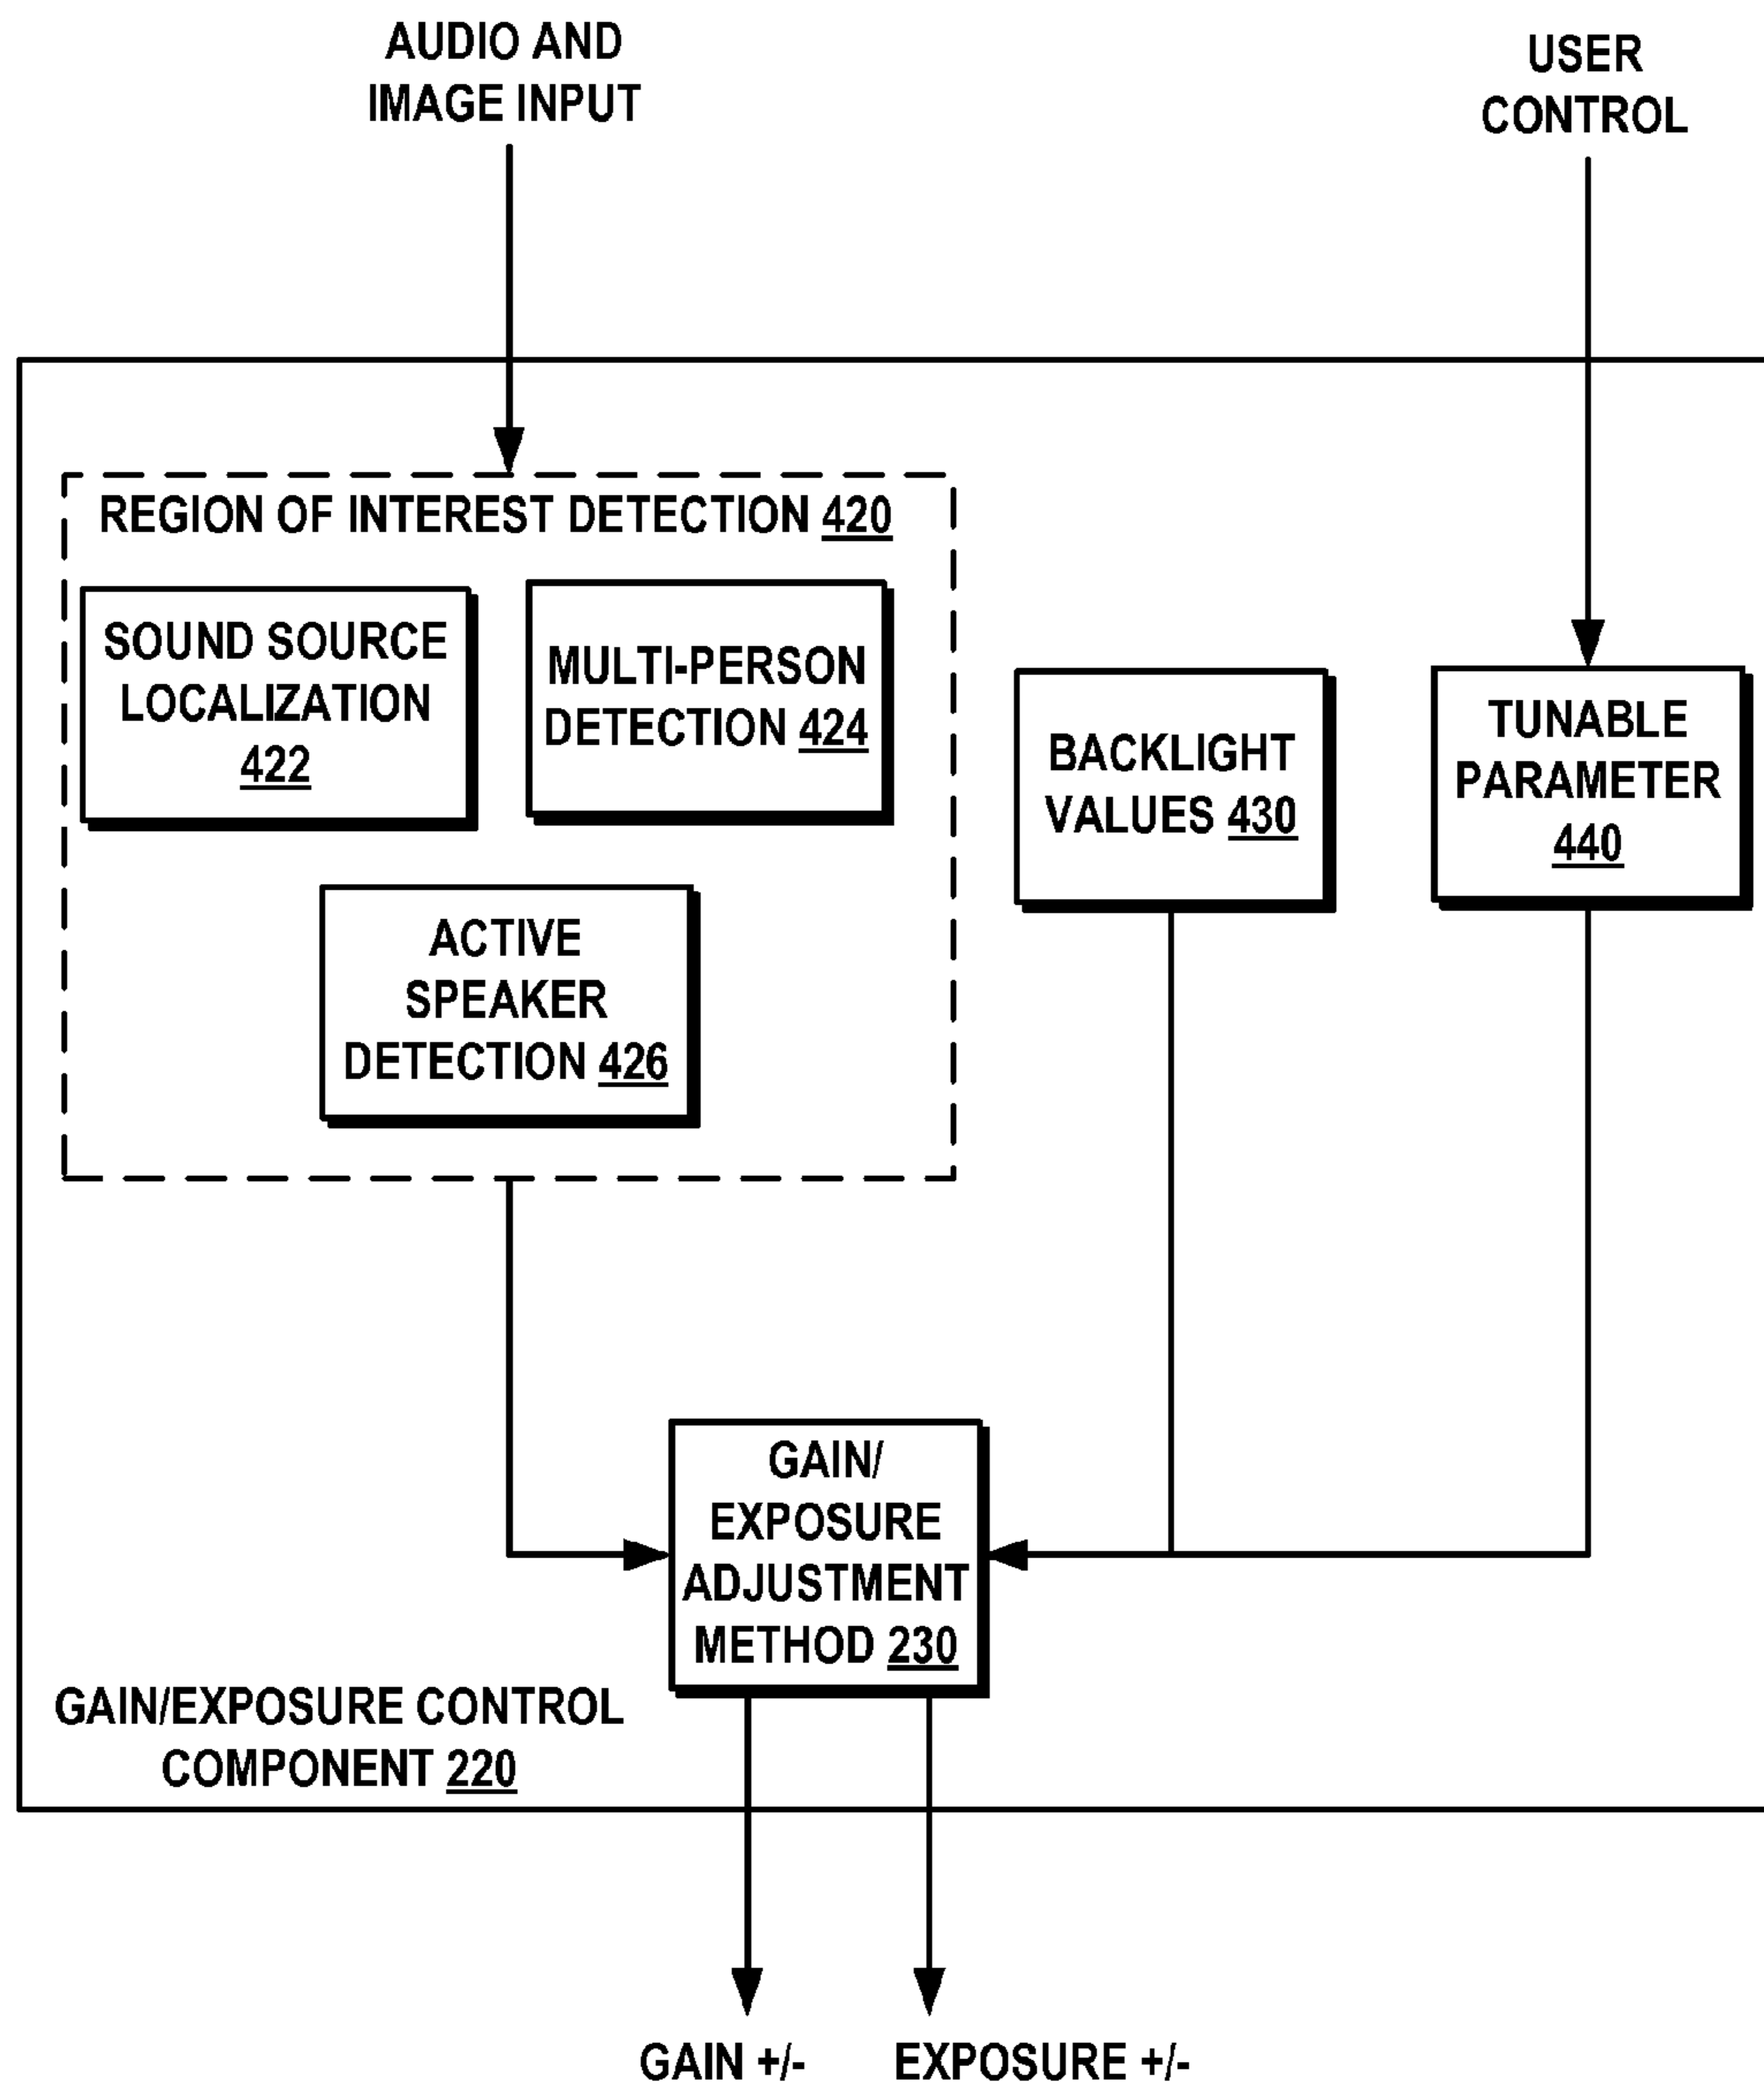 AUDIO AND
IMAGE INPUT
USER
CONTROL
REGION OF INTEREST DETECTION 420
SOUND SOURCE
LOCALIZATION
422
MULTI-PERSON
DETECTION 424
ACTIVE
SPEAKER
DETECTION 426
BACKLIGHT
VALUES 430
TUNABLE
PARAMETER
440
GAIN/
EXPOSURE
ADJUSTMENT
METHOD 230
GAIN/EXPOSURE CONTROL
COMPONENT 220
GAIN +/-
EXPOSURE +/-